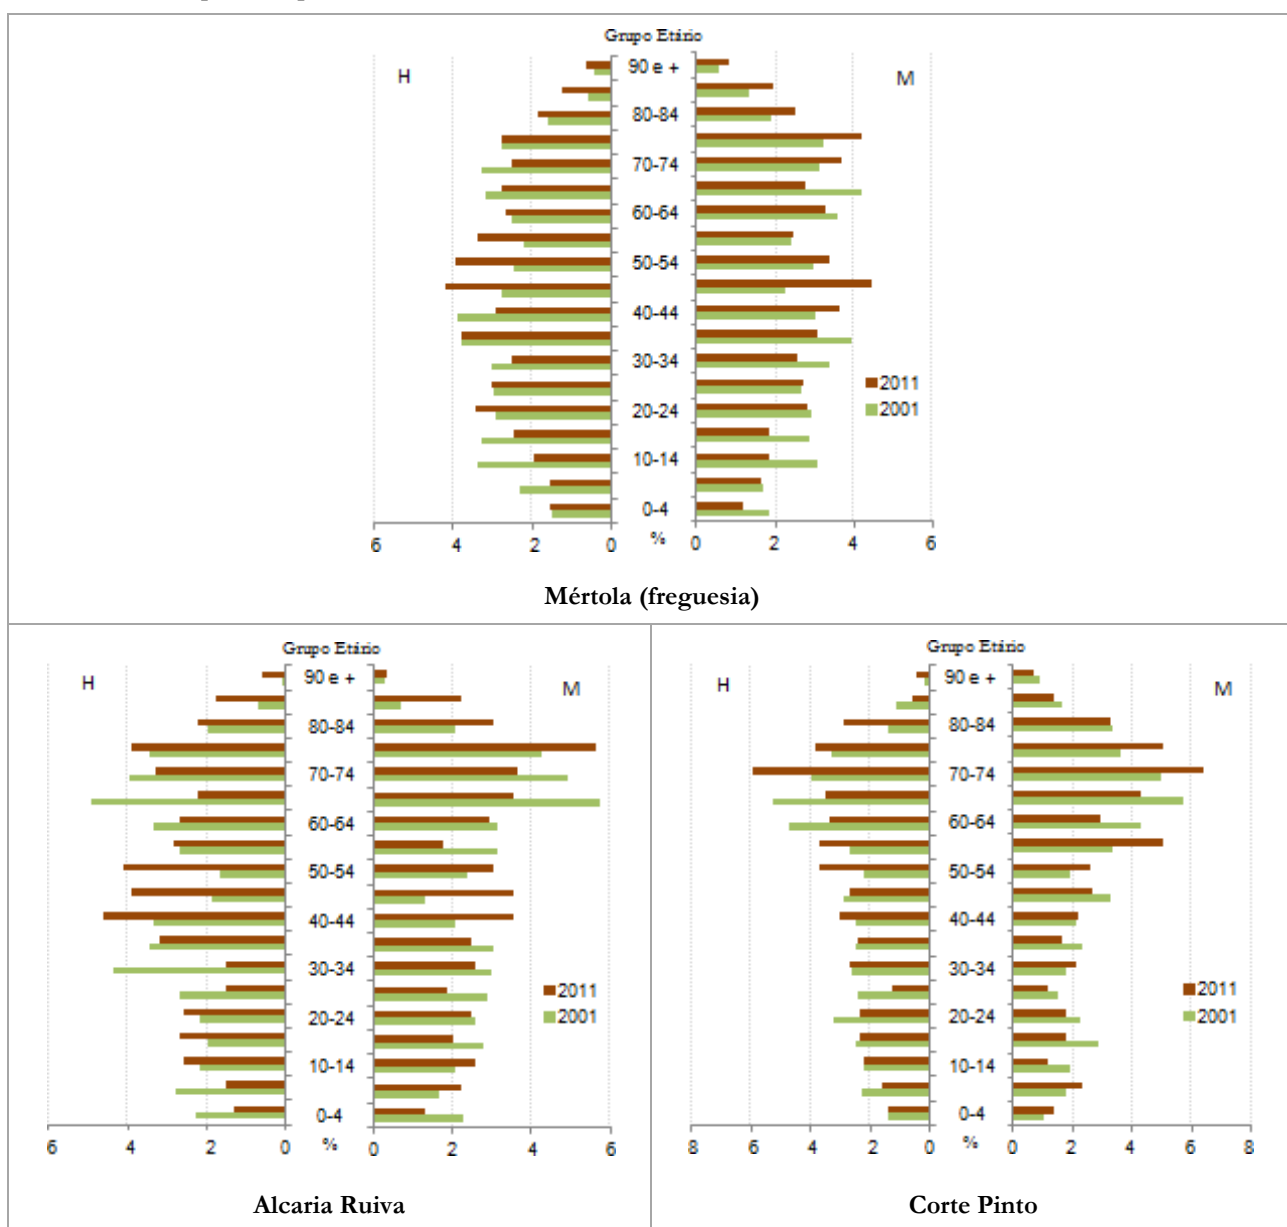 Grupo Etário
H
90 e +
M
80-84
70-74
60-64
50-54
40-44
30-34
2011
20-24
2001
10-14
0-4
6 4 2 0 % 0 2 4 6
Mértola (freguesia)
Grupo Etário
H
90 e +
M
80-84
70-74
60-64
50-54
40-44
30-34
2011
20-24
2001
10-14
0-4
6 4 2 0 % 0 2 4 6
Alcaria Ruiva
Grupo Etário
H
90 e +
M
80-84
70-74
60-64
50-54
40-44
30-34
2011
20-24
2001
10-14
0-4
8 6 4 2 0 % 0 2 4 6 8
Corte Pinto